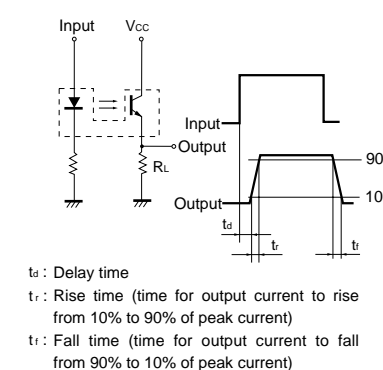 Input
Vcc
Output
RL
Input
90
Output
10
td
tr
tf
td : Delay time
tr : Rise time (time for output current to rise
from 10% to 90% of peak current)
tf : Fall time (time for output current to fall
from 90% to 10% of peak current)